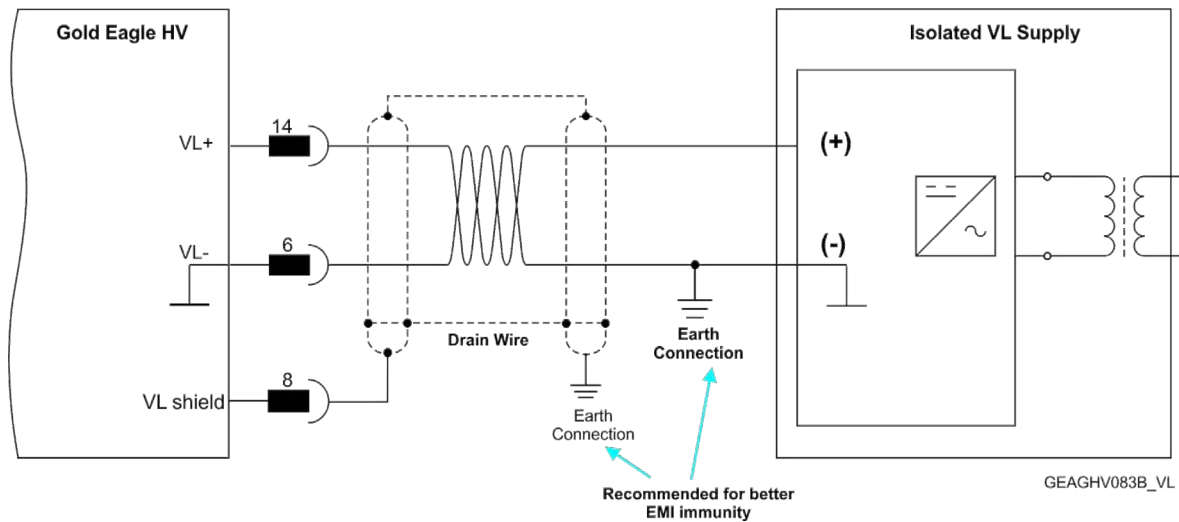 Gold Eagle HV
Isolated VL Supply
14
VL+
(+)
6
VL-
(-)
Drain Wire
Earth
Connection
8
VL shield
Earth
Connection
Recommended for better
EMI immunity
GEAGHV083B_VL